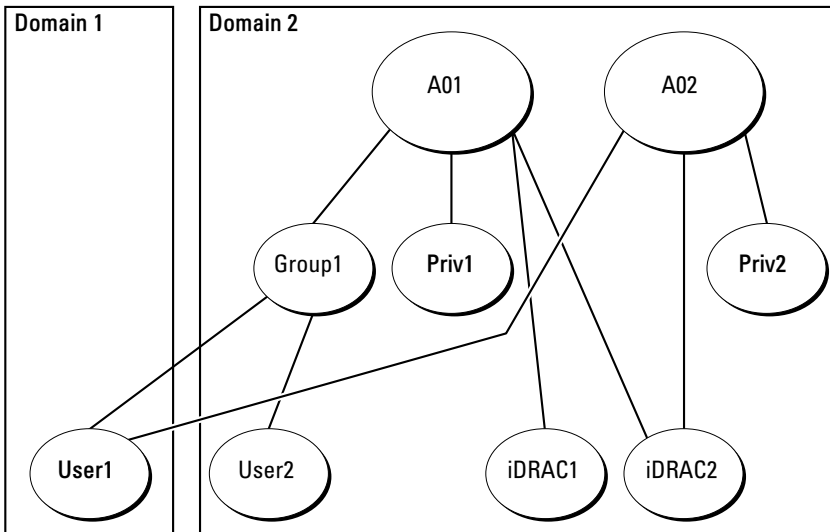 Domain 1
Domain 2
A01
A02
Group1
Priv1
Priv2
User1
User2
iDRAC1
iDRAC2